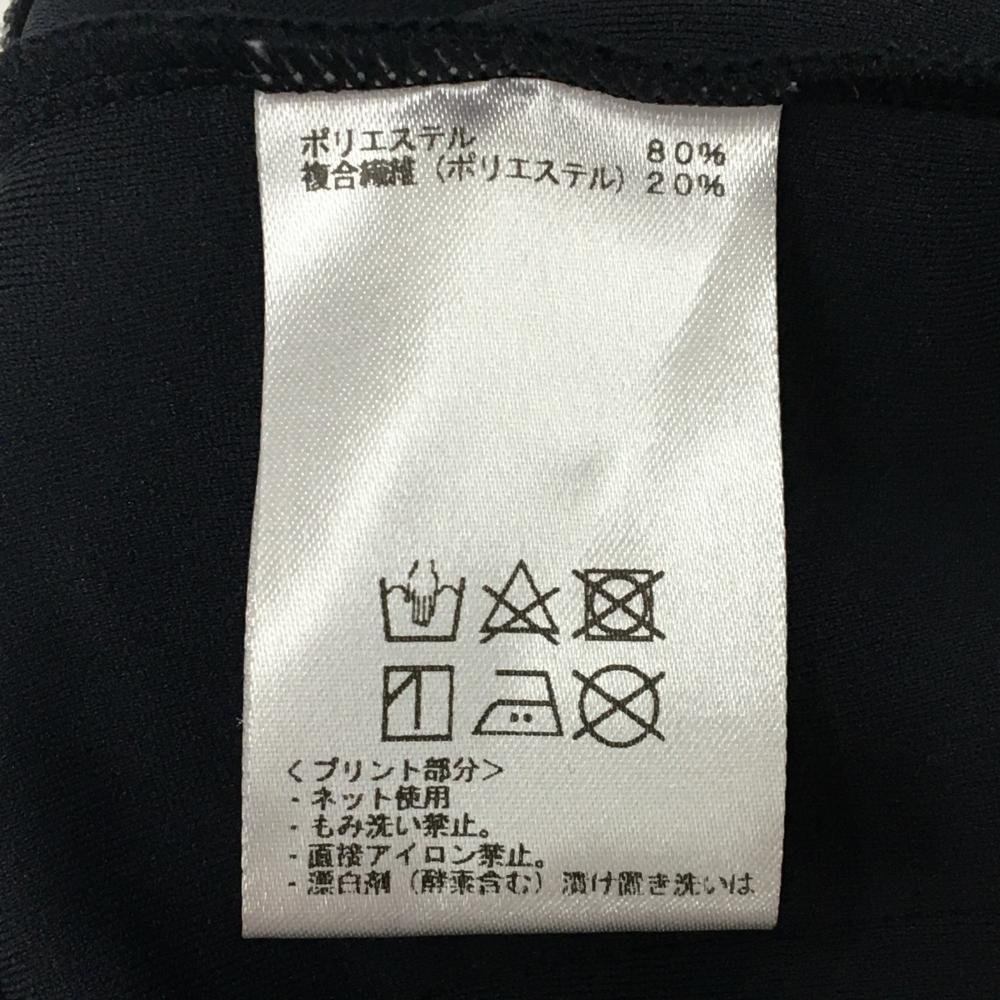 ポリエステル 80%
複合繊維（ポリエステル）20%
＜プリント部分＞
・ネット使用
・もみ洗い禁止。
・直接アイロン禁止。
・漂白剤（酵素含む）漬け置き洗いは